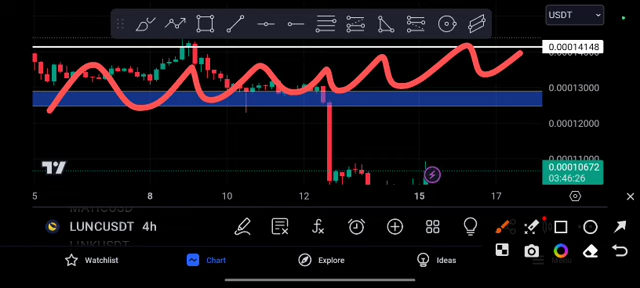 USDT
0.00014148
0.00013000
0.00012000
0.00011000
0.00010672
03:46:26
5 8 10 12 15 17
LUNCUSDT 4h
Watchlist
Chart
Explore
Ideas